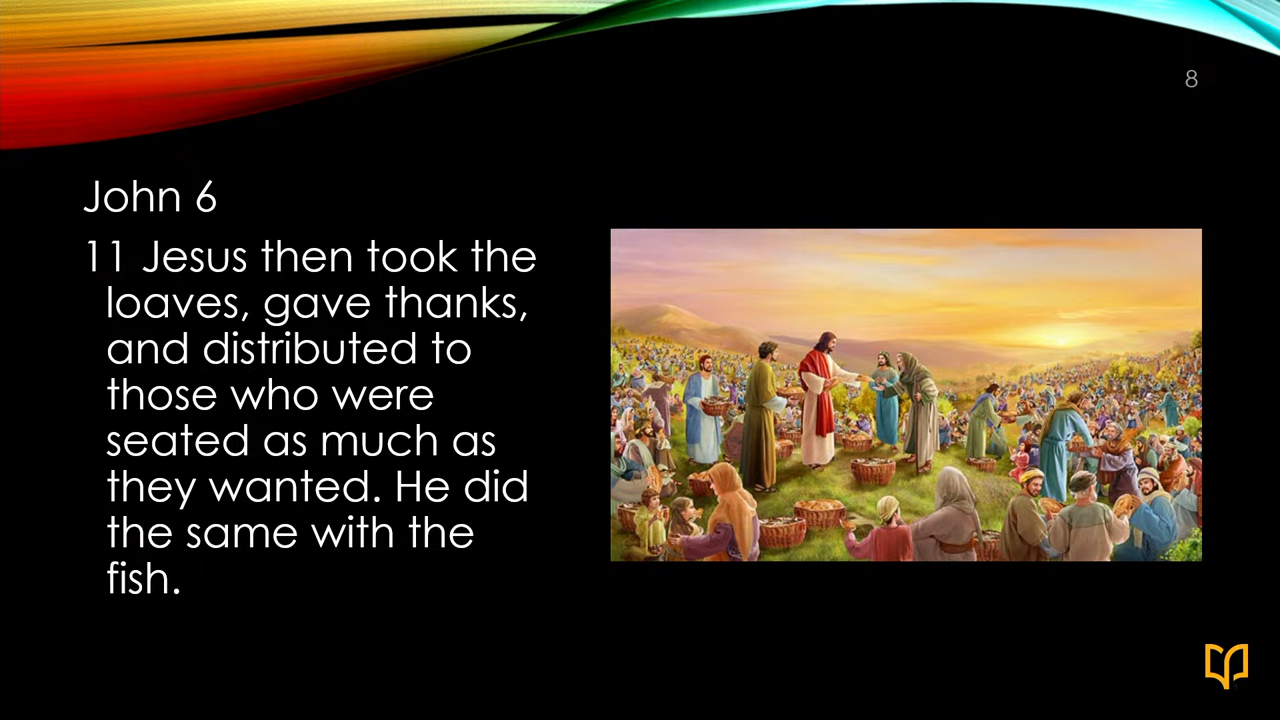 8
John 6
11 Jesus then took the
loaves, gave thanks,
and distributed to
those who were
seated as much as
they wanted. He did
the same with the
fish.